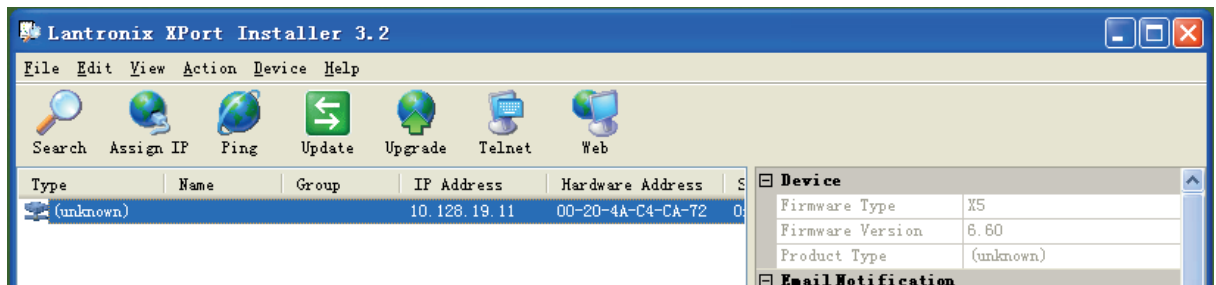 Lantronix XPort Installer 3.2
File Edit View Action Device Help
Search Assign IP Ping Update Upgrade Telnet Web
Type Name Group IP Address Hardware Address S
(unknown) 10.128.19.11 00-20-4A-C4-CA-72 0
Device
Firmware Type X5
Firmware Version 6.60
Product Type (unknown)
Email Notification